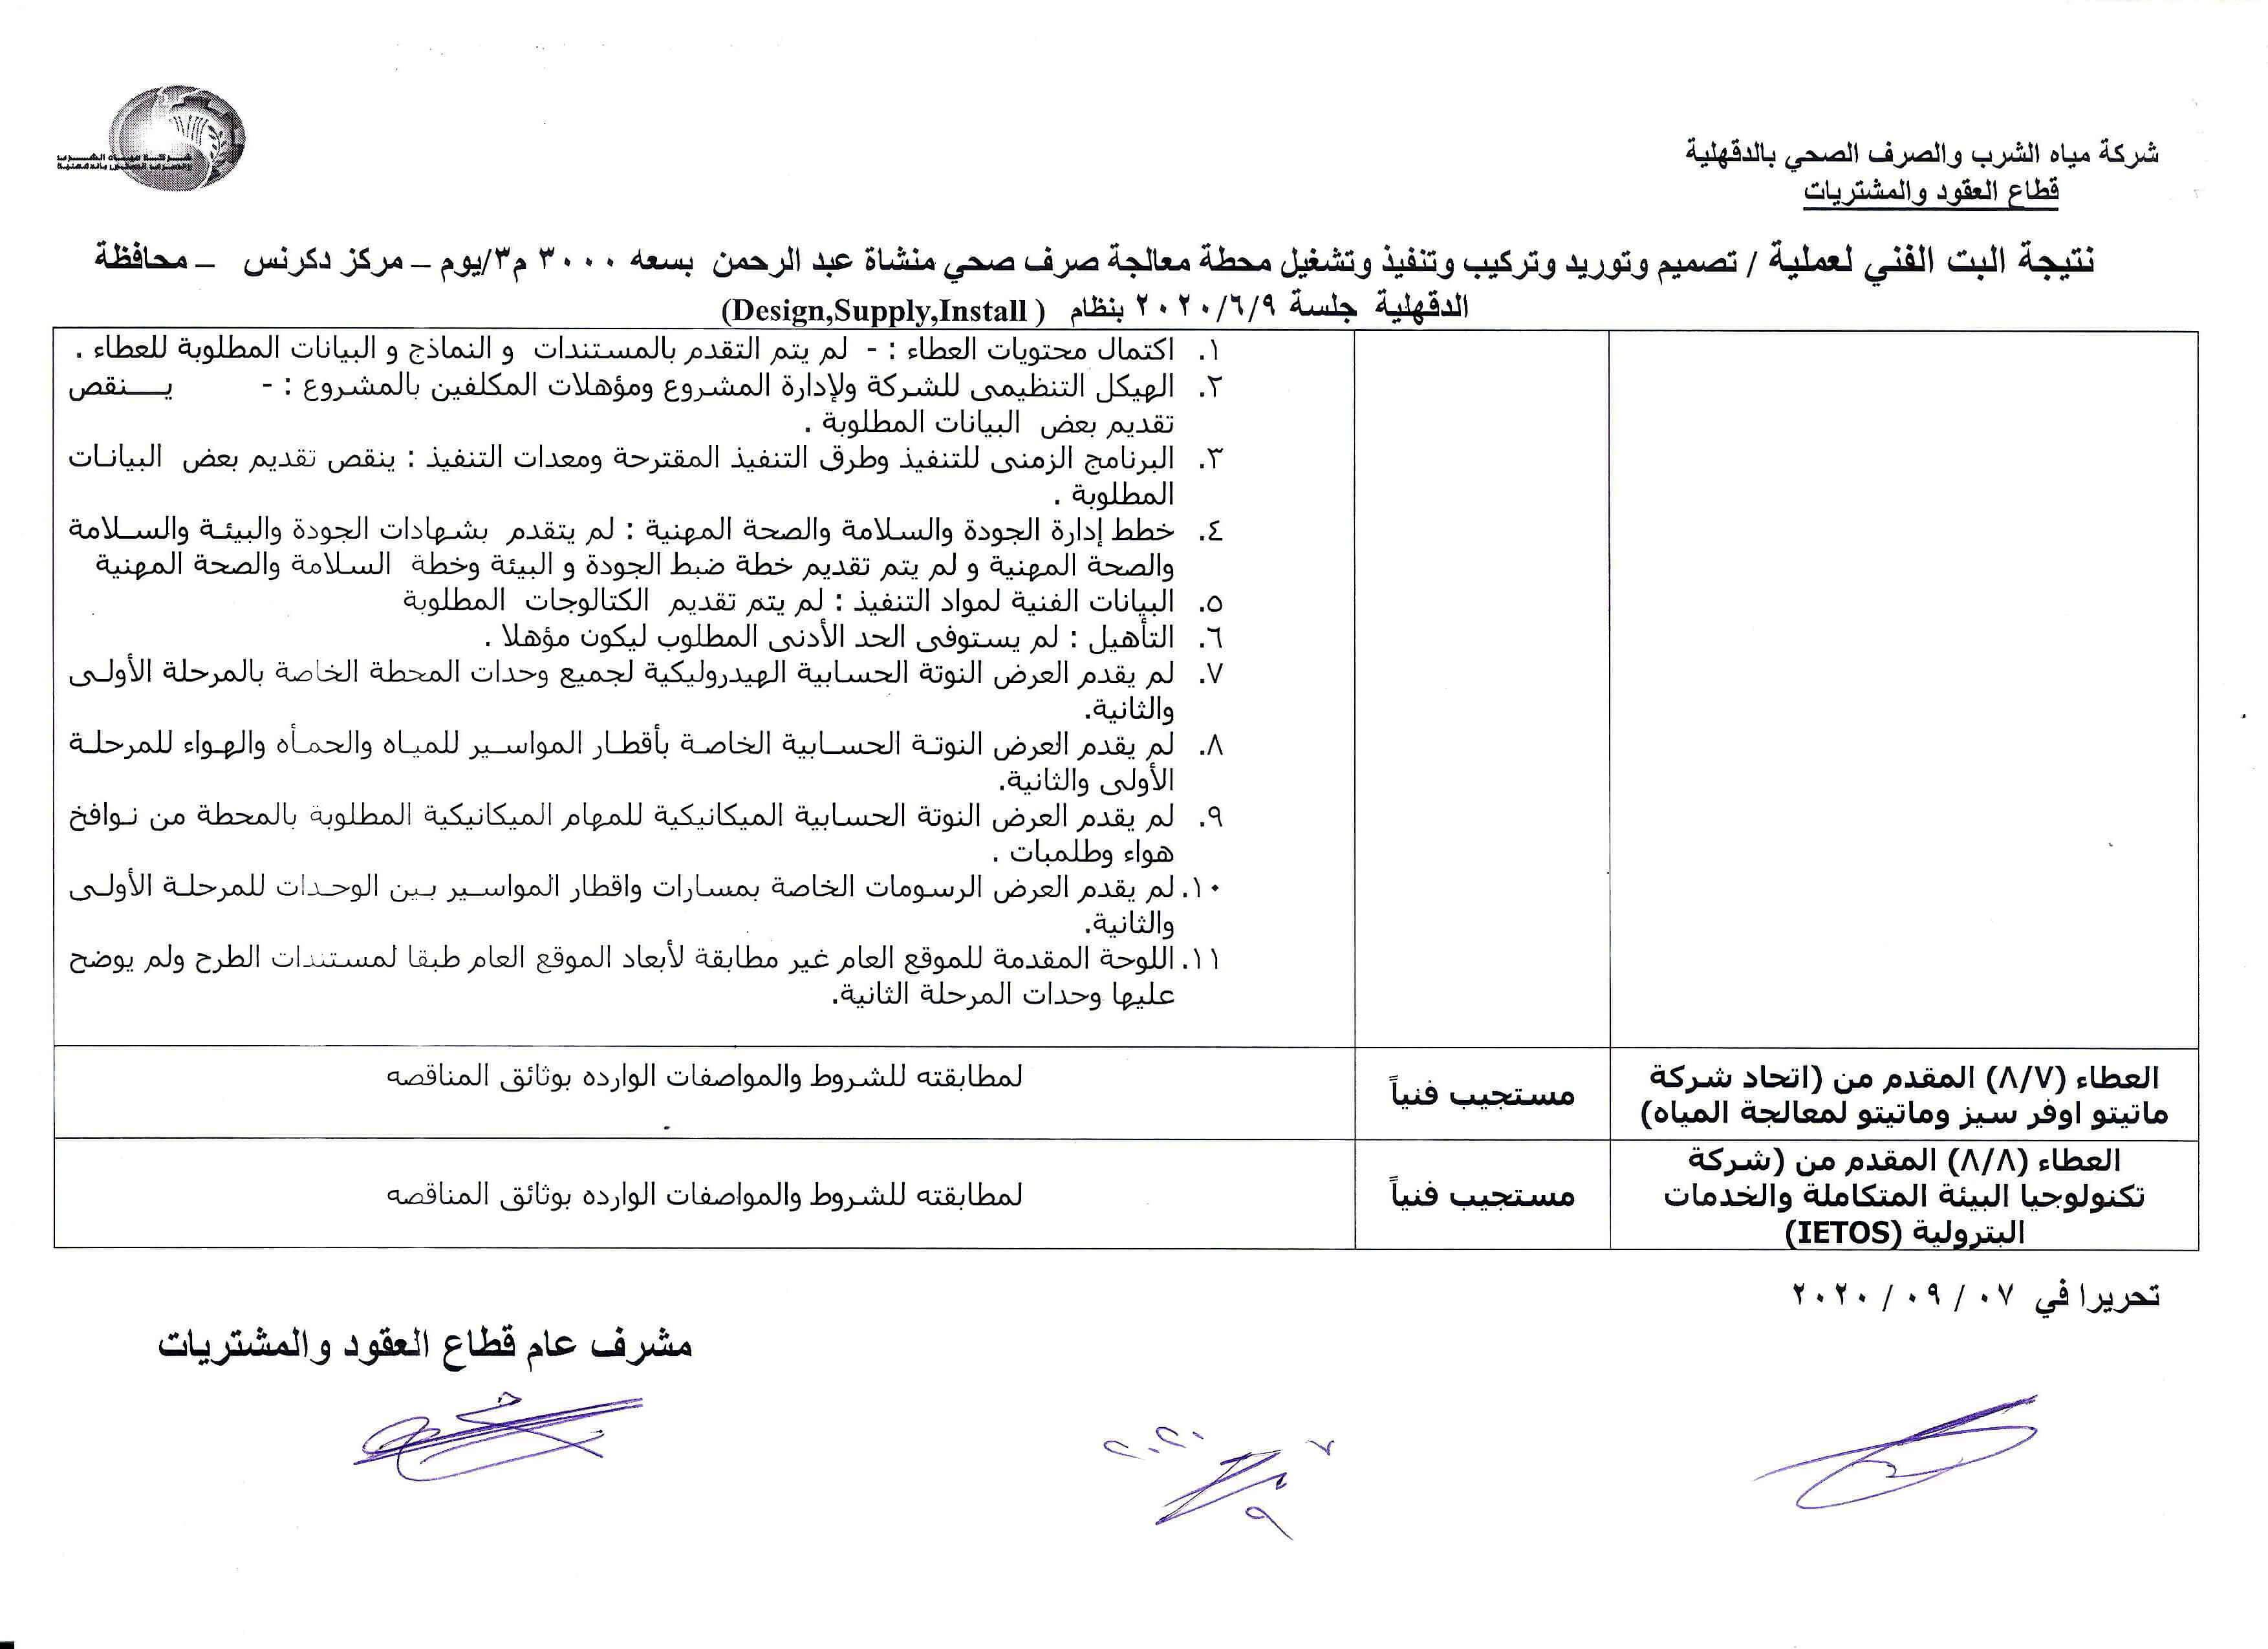 شركة مياه الشرب والصرف الصحي بالدقهلية
قطاع العقود والمشتريات
شركة مياه الشرب
والصرف الصحى بالدقهلية
نتيجة البت الفني لعملية / تصميم وتوريد وتركيب وتنفيذ وتشغيل محطة معالجة صرف صحي منشاة عبد الرحمن بسعه ٣٠٠٠ م٣/يوم – مركز دكرنس – محافظة
الدقهلية جلسة ٢٠٢٠/٦/٩ بنظام (Design,Supply,Install )
١. اكتمال محتويات العطاء : - لم يتم التقدم بالمستندات و النماذج و البيانات المطلوبة للعطاء .
٢. الهيكل التنظيمى للشركة ولإدارة المشروع ومؤهلات المكلفين بالمشروع : - ينقص
تقديم بعض البيانات المطلوبة .
٣. البرنامج الزمنى للتنفيذ وطرق التنفيذ المقترحة ومعدات التنفيذ : ينقص تقديم بعض البيانات
المطلوبة .
٤. خطط إدارة الجودة والسلامة والصحة المهنية : لم يتقدم بشهادات الجودة والبيئة والسلامة
والصحة المهنية و لم يتم تقديم خطة ضبط الجودة و البيئة وخطة السلامة والصحة المهنية
٥. البيانات الفنية لمواد التنفيذ : لم يتم تقديم الكتالوجات المطلوبة
٦. التأهيل : لم يستوفى الحد الأدنى المطلوب ليكون مؤهلا .
٧. لم يقدم العرض النوتة الحسابية الهيدروليكية لجميع وحدات المحطة الخاصة بالمرحلة الأولى
والثانية.
٨. لم يقدم العرض النوتة الحسابية الخاصة بأقطار المواسير للمياه والحمأه والهواء للمرحلة
الأولى والثانية.
٩. لم يقدم العرض النوتة الحسابية الميكانيكية للمهام الميكانيكية المطلوبة بالمحطة من نوافخ
هواء وطلمبات .
١٠. لم يقدم العرض الرسومات الخاصة بمسارات واقطار المواسير بين الوحدات للمرحلة الأولى
والثانية.
١١. اللوحة المقدمة للموقع العام غير مطابقة لأبعاد الموقع العام طبقا لمستندات الطرح ولم يوضح
عليها وحدات المرحلة الثانية.
العطاء (٨/٧) المقدم من (اتحاد شركة
ماتيتو اوفر سيز وماتيتو لمعالجة المياه)
مستجيب فنياً
لمطابقته للشروط والمواصفات الوارده بوثائق المناقصه
العطاء (٨/٨) المقدم من (شركة
تكنولوجيا البيئة المتكاملة والخدمات
البترولية (IETOS)
مستجيب فنياً
لمطابقته للشروط والمواصفات الوارده بوثائق المناقصه
تحريرا في ٠٧ / ٠٩ / ٢٠٢٠
مشرف عام قطاع العقود والمشتريات
٧
٩
٢٠٢٠